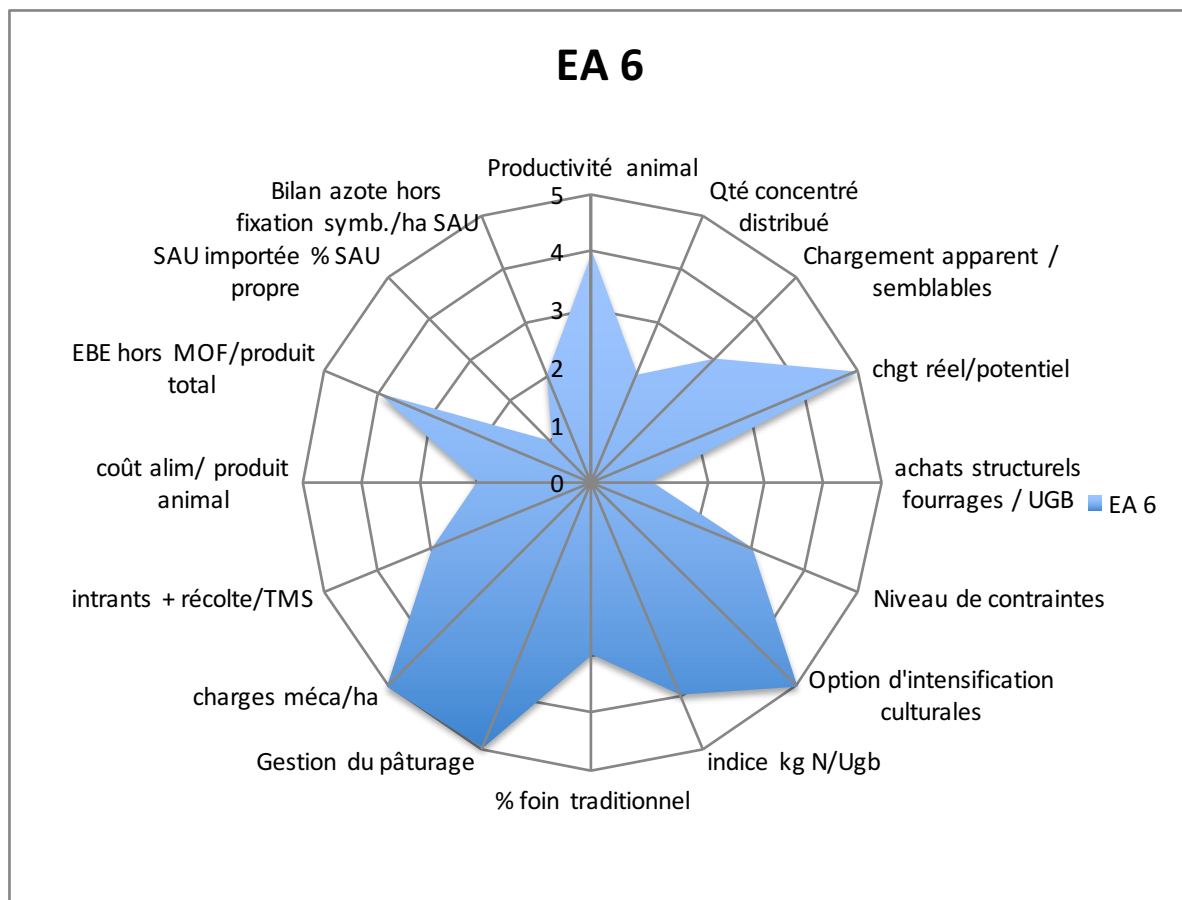 EA 6
Productivité animal
Qté concentré
distribué
Chargement apparent /
semblables
chgt réel/potentiel
achats structurels
fourrages / UGB
EA 6
Niveau de contraintes
Option d'intensification
culturales
indice kg N/Ugb
% foin traditionnel
Gestion du pâturage
charges méca/ha
intrants + récolte/TMS
coût alim/ produit
animal
EBE hors MOF/produit
total
SAU importée % SAU
propre
Bilan azote hors
fixation symb./ha SAU
5
4
3
2
1
0